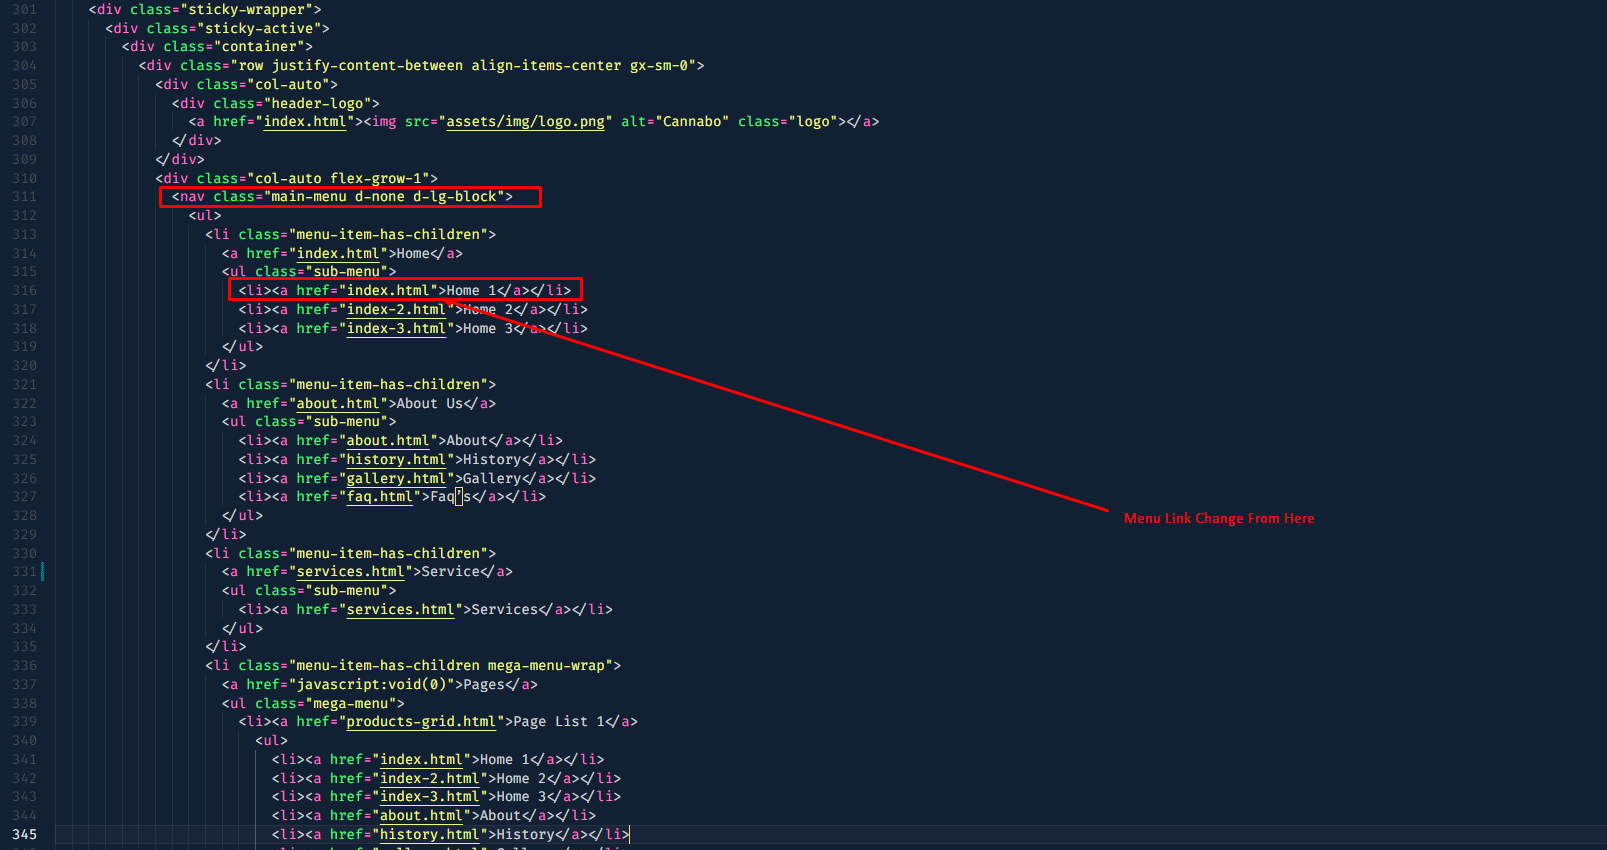 301 <div class="sticky-wrapper">
302 <div class="sticky-active">
303 <div class="container">
304 <div class="row justify-content-between align-items-center gx-sm-0">
305 <div class="col-auto">
306 <div class="header-logo">
307 <a href="index.html"><img src="assets/img/logo.png" alt="Cannabo" class="logo"></a>
308 </div>
309 </div>
310 <div class="col-auto flex-grow-1">
311 <nav class="main-menu d-none d-lg-block">
312 <ul>
313 <li class="menu-item-has-children">
314 <a href="index.html">Home</a>
315 <ul class="sub-menu">
316 <li><a href="index.html">Home 1</a></li>
317 <li><a href="index-2.html">Home 2</a></li>
318 <li><a href="index-3.html">Home 3</a></li>
319 </ul>
320 </li>
321 <li class="menu-item-has-children">
322 <a href="about.html">About Us</a>
323 <ul class="sub-menu">
324 <li><a href="about.html">About</a></li>
325 <li><a href="history.html">History</a></li>
326 <li><a href="gallery.html">Gallery</a></li>
327 <li><a href="faq.html">Faq’s</a></li>
328 </ul>
Menu Link Change From Here
329 </li>
330 <li class="menu-item-has-children">
331 <a href="services.html">Service</a>
332 <ul class="sub-menu">
333 <li><a href="services.html">Services</a></li>
334 </ul>
335 </li>
336 <li class="menu-item-has-children mega-menu-wrap">
337 <a href="javascript:void(0)">Pages</a>
338 <ul class="mega-menu">
339 <li><a href="products-grid.html">Page List 1</a>
340 <ul>
341 <li><a href="index.html">Home 1</a></li>
342 <li><a href="index-2.html">Home 2</a></li>
343 <li><a href="index-3.html">Home 3</a></li>
344 <li><a href="about.html">About</a></li>
345 <li><a href="history.html">History</a></li>